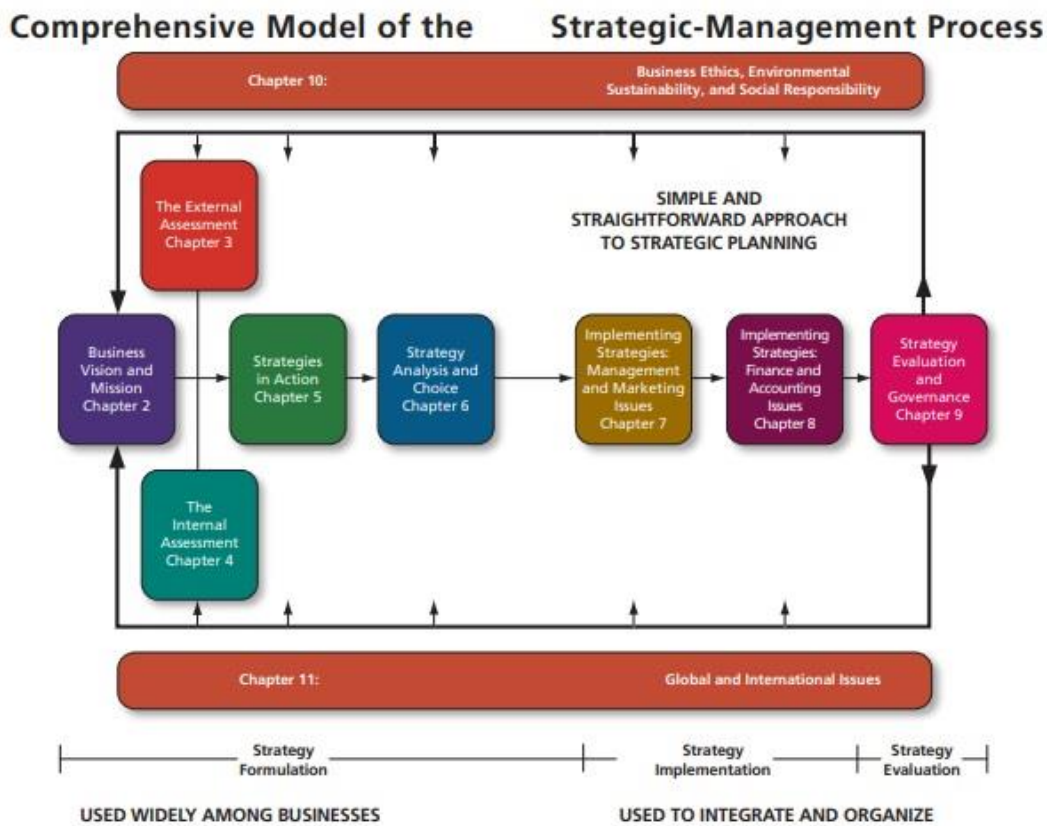 Comprehensive Model of the Strategic-Management Process
Chapter 10:
Business Ethics, Environmental
Sustainability, and Social Responsibility
SIMPLE AND
STRAIGHTFORWARD APPROACH
TO STRATEGIC PLANNING
The External
Assessment
Chapter 3
Business
Vision and
Mission
Chapter 2
Strategies
in Action
Chapter 5
Strategy
Analysis and
Choice
Chapter 6
Implementing
Strategies:
Management
and Marketing
Issues
Chapter 7
Implementing
Strategies:
Finance and
Accounting
Issues
Chapter 8
Strategy
Evaluation
and
Governance
Chapter 9
The
Internal
Assessment
Chapter 4
Chapter 11:
Global and International Issues
Strategy
Formulation
Strategy
Implementation
Strategy
Evaluation
USED WIDELY AMONG BUSINESSES
USED TO INTEGRATE AND ORGANIZE